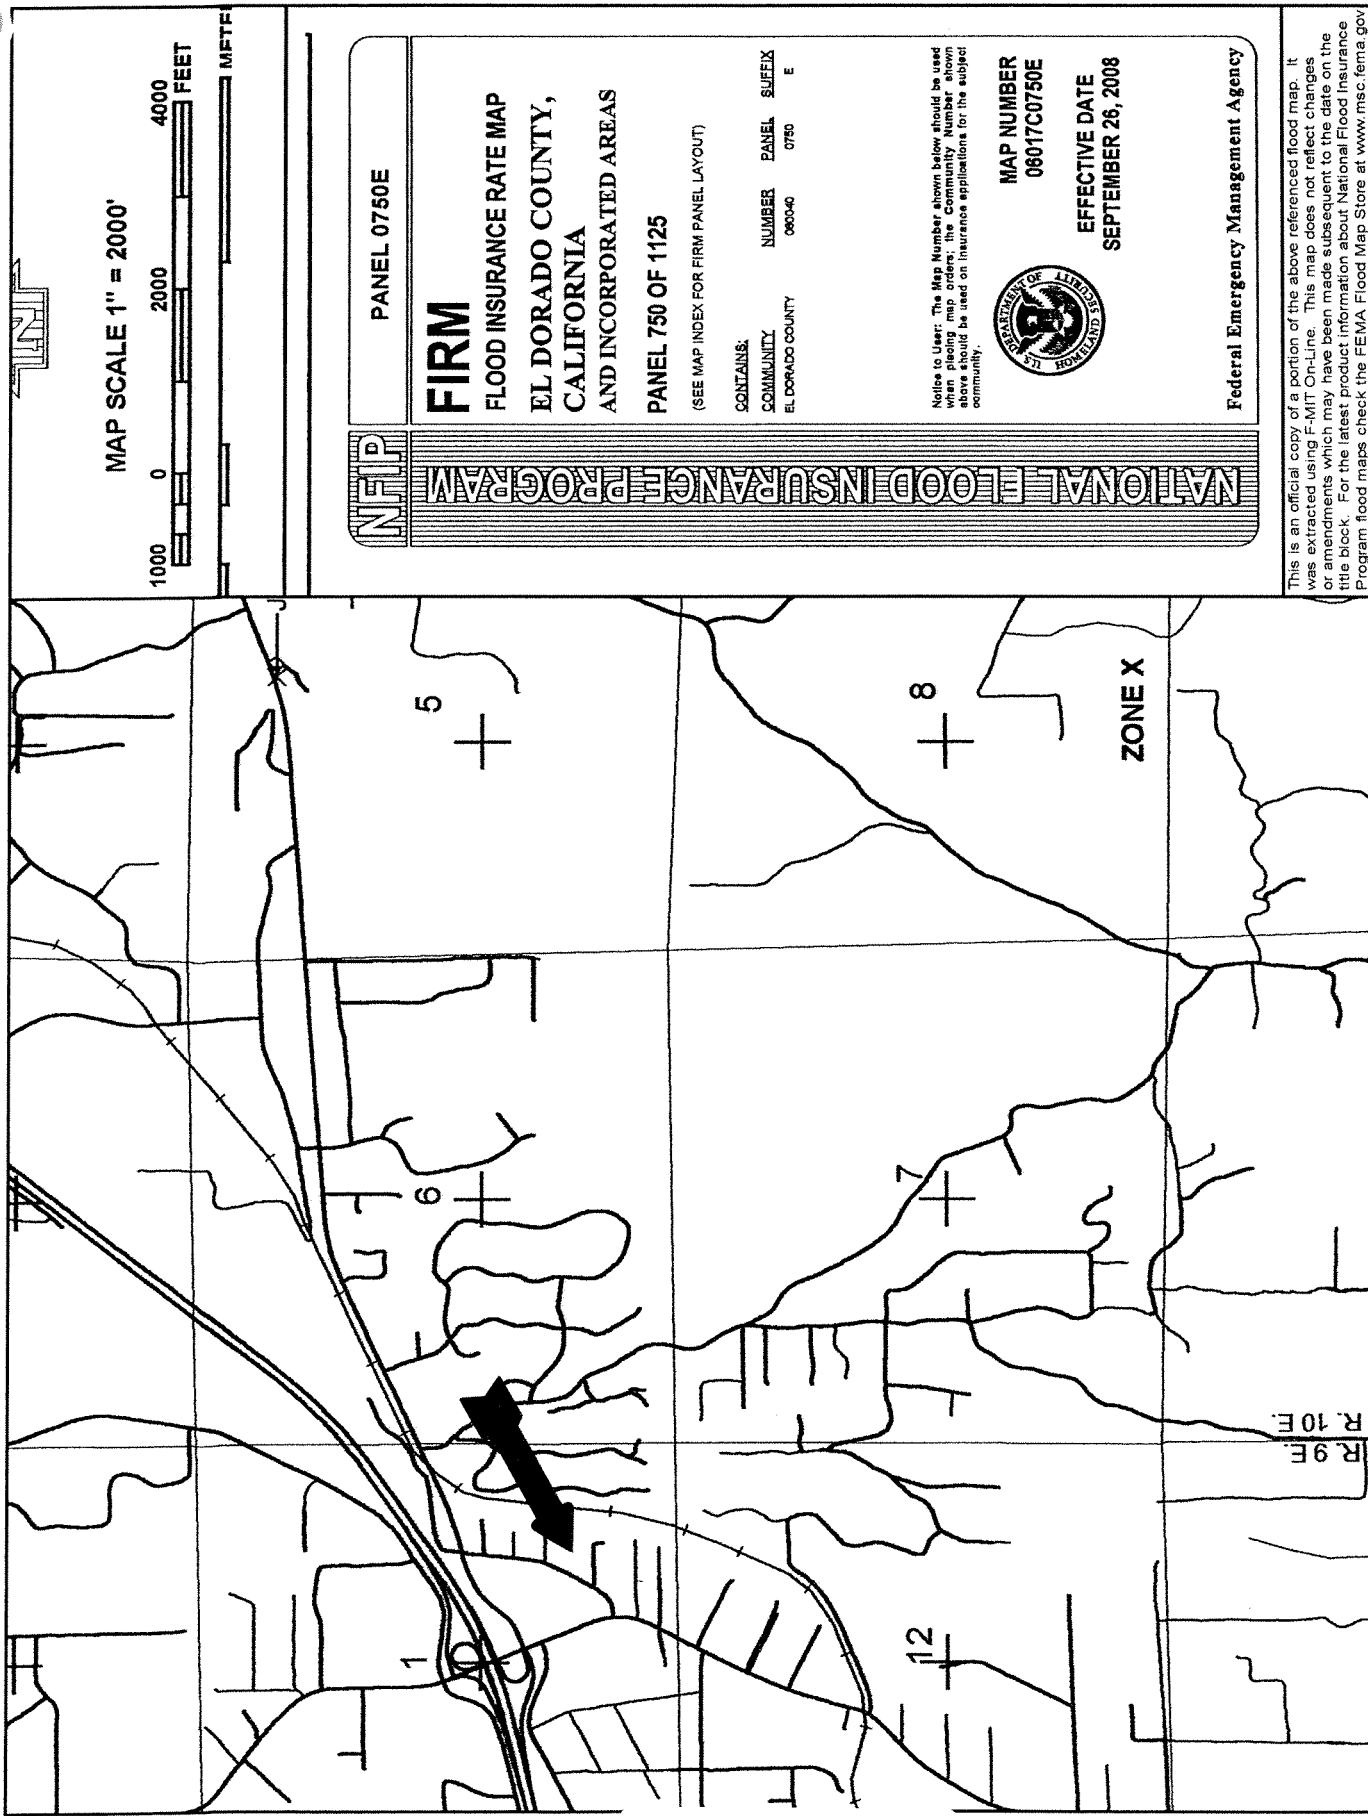 MAP SCALE 1" = 2000'
1000 0 2000 4000
FEET
PANEL 0750E
FIRM
FLOOD INSURANCE RATE MAP
EL DORADO COUNTY,
CALIFORNIA
AND INCORPORATED AREAS
PANEL 750 OF 1125
(SEE MAP INDEX FOR FIRM PANEL LAYOUT)
CONTAINS:
COMMUNITY NUMBER PANEL SUFFIX
EL DORADO COUNTY 060040 0750 E
Notice to User: The Map Number shown below should be used
when placing map orders; the Community Number shown
above should be used on insurance applications for the subject
community.
MAP NUMBER
06017C0750E
EFFECTIVE DATE
SEPTEMBER 26, 2008
U.S. DEPARTMENT OF HOMELAND SECURITY
Federal Emergency Management Agency
NFIP
NATIONAL FLOOD INSURANCE PROGRAM
This is an official copy of a portion of the above referenced flood map. It
was extracted using F-MIT On-Line. This map does not reflect changes
or amendments which may have been made subsequent to the date on the
title block. For the latest product information about National Flood Insurance
Program flood maps check the FEMA Flood Map Store at www.msc.fema.gov
5
6
1
8
7
12
ZONE X
R. 10 E.
R. 9 E.